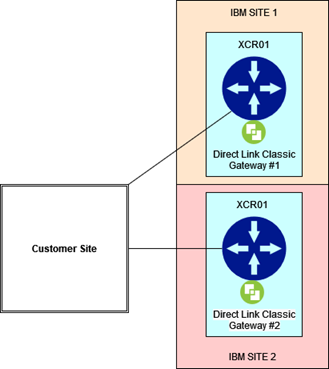 IBM SITE 1
XCR01
Direct Link Classic
Gateway #1
XCR01
Customer Site
Direct Link Classic
Gateway #2
IBM SITE 2